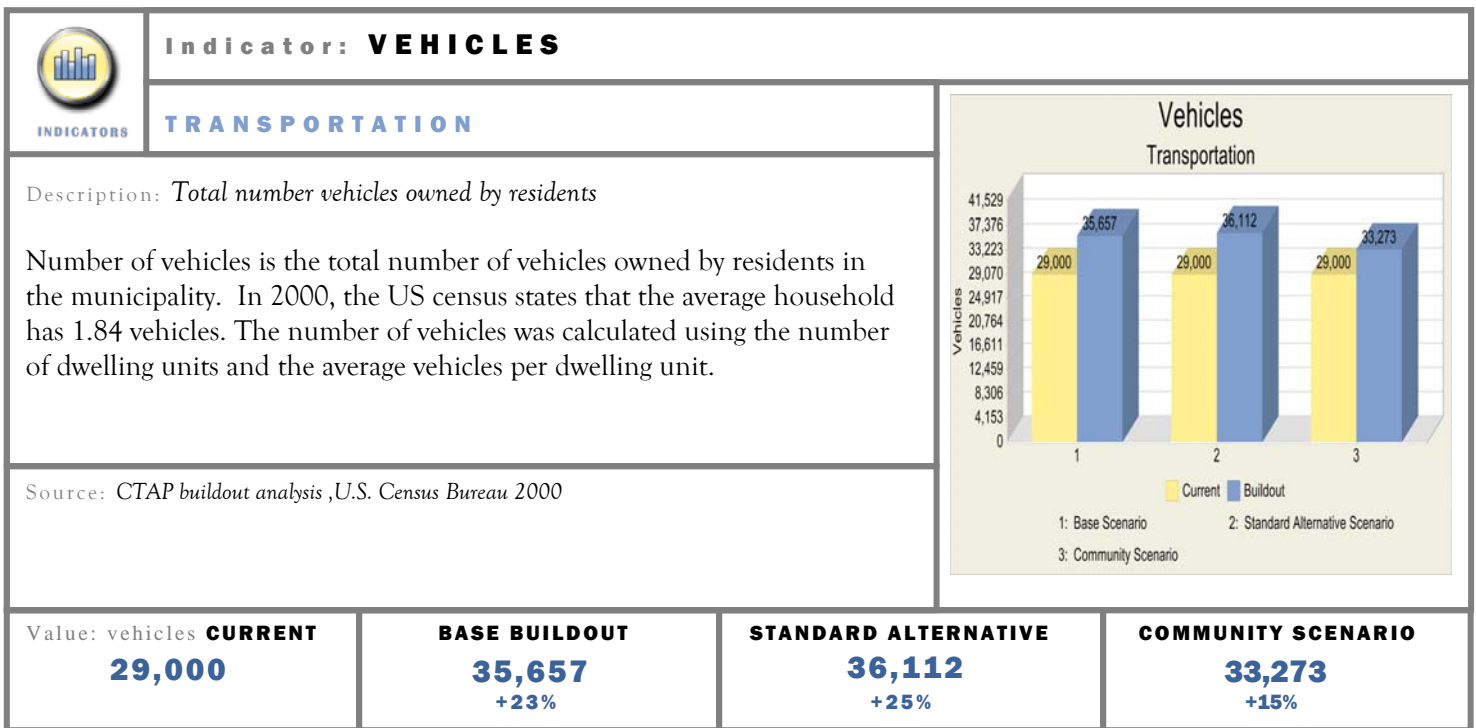 INDICATORS
Indicator: VEHICLES
TRANSPORTATION
Description: Total number vehicles owned by residents
Number of vehicles is the total number of vehicles owned by residents in
the municipality. In 2000, the US census states that the average household
has 1.84 vehicles. The number of vehicles was calculated using the number
of dwelling units and the average vehicles per dwelling unit.
Source: CTAP buildout analysis ,U.S. Census Bureau 2000
Vehicles
Transportation
Vehicles
41,529
37,376
33,223
29,070
24,917
20,764
16,611
12,459
8,306
4,153
0
29,000
35,657
29,000
36,112
29,000
33,273
1
2
3
Current
Buildout
1: Base Scenario
2: Standard Alternative Scenario
3: Community Scenario
Value: vehicles CURRENT
29,000
BASE BUILDOUT
35,657
+23%
STANDARD ALTERNATIVE
36,112
+25%
COMMUNITY SCENARIO
33,273
+15%